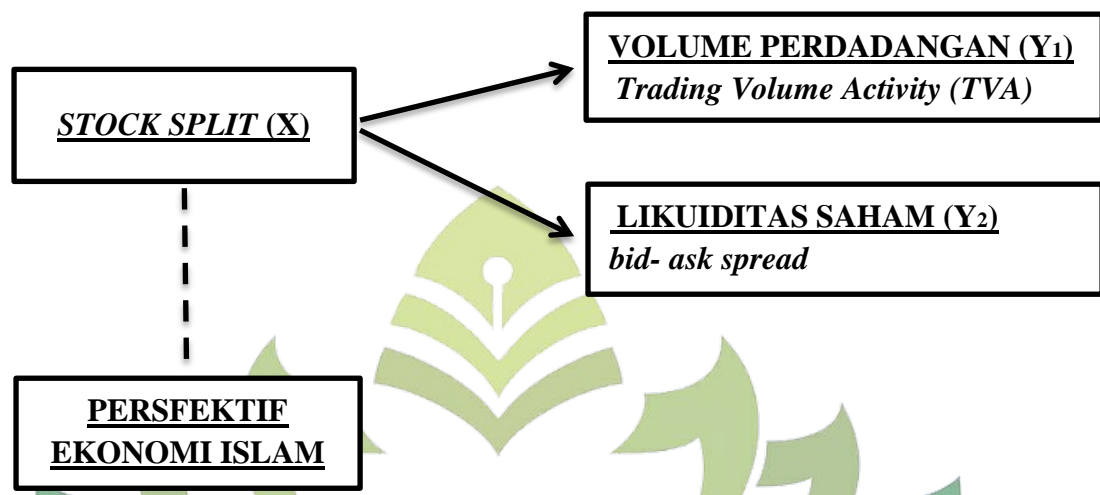 VOLUME PERDADANGAN (Y1)
Trading Volume Activity (TVA)
STOCK SPLIT (X)
LIKUIDITAS SAHAM (Y2)
bid- ask spread
PERSFEKTIF
EKONOMI ISLAM